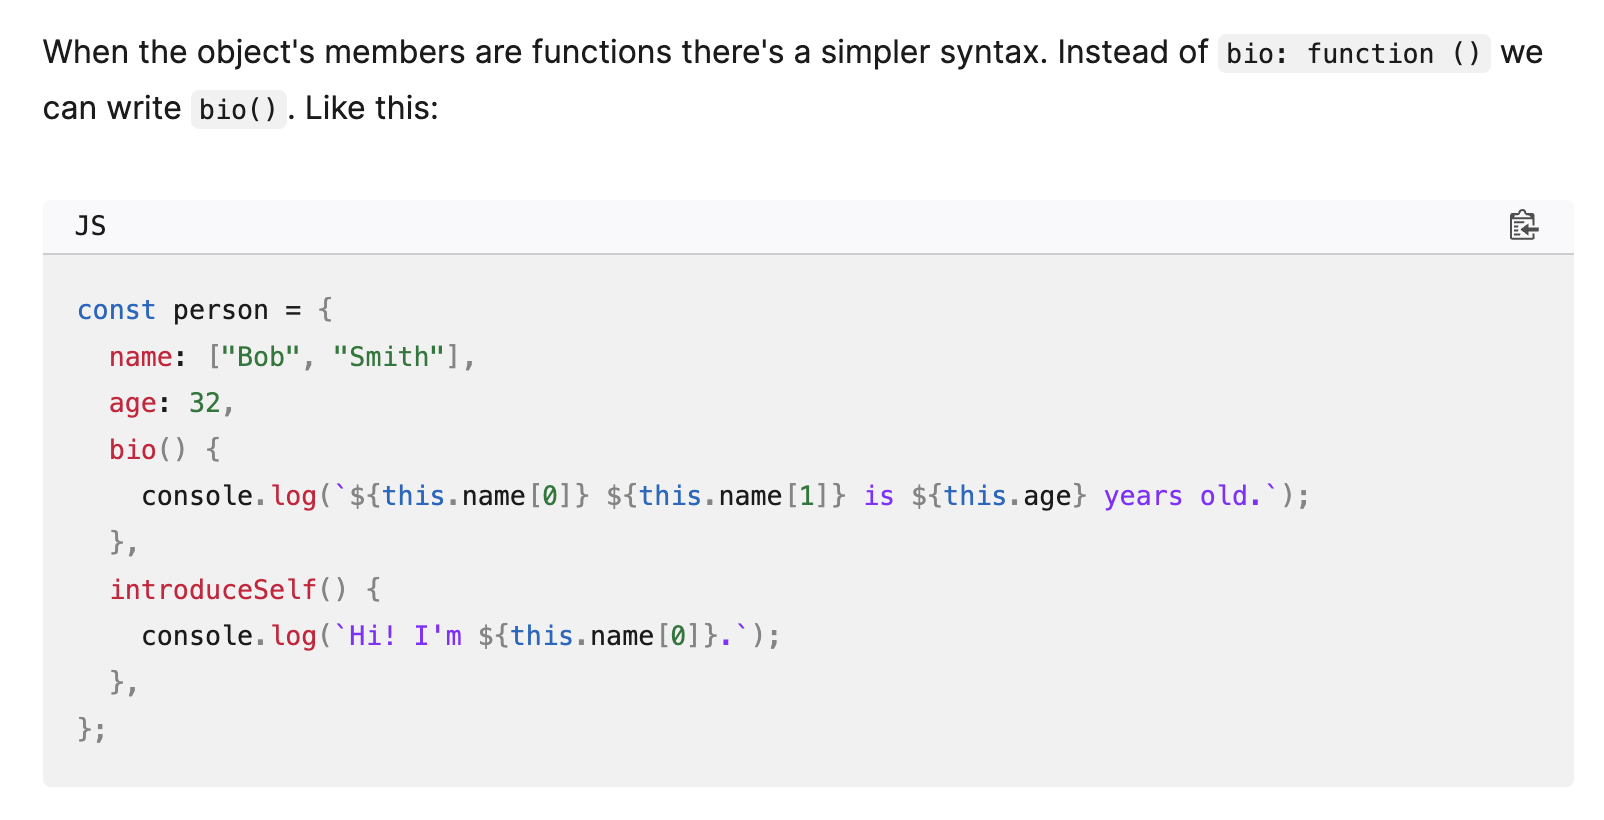 When the object's members are functions there's a simpler syntax. Instead of bio: function () we
can write bio(). Like this:
JS
const person = {
  name: ["Bob", "Smith"],
  age: 32,
  bio() {
    console.log(`${this.name[0]} ${this.name[1]} is ${this.age} years old.`);
  },
  introduceSelf() {
    console.log(`Hi! I'm ${this.name[0]}.`);
  },
};